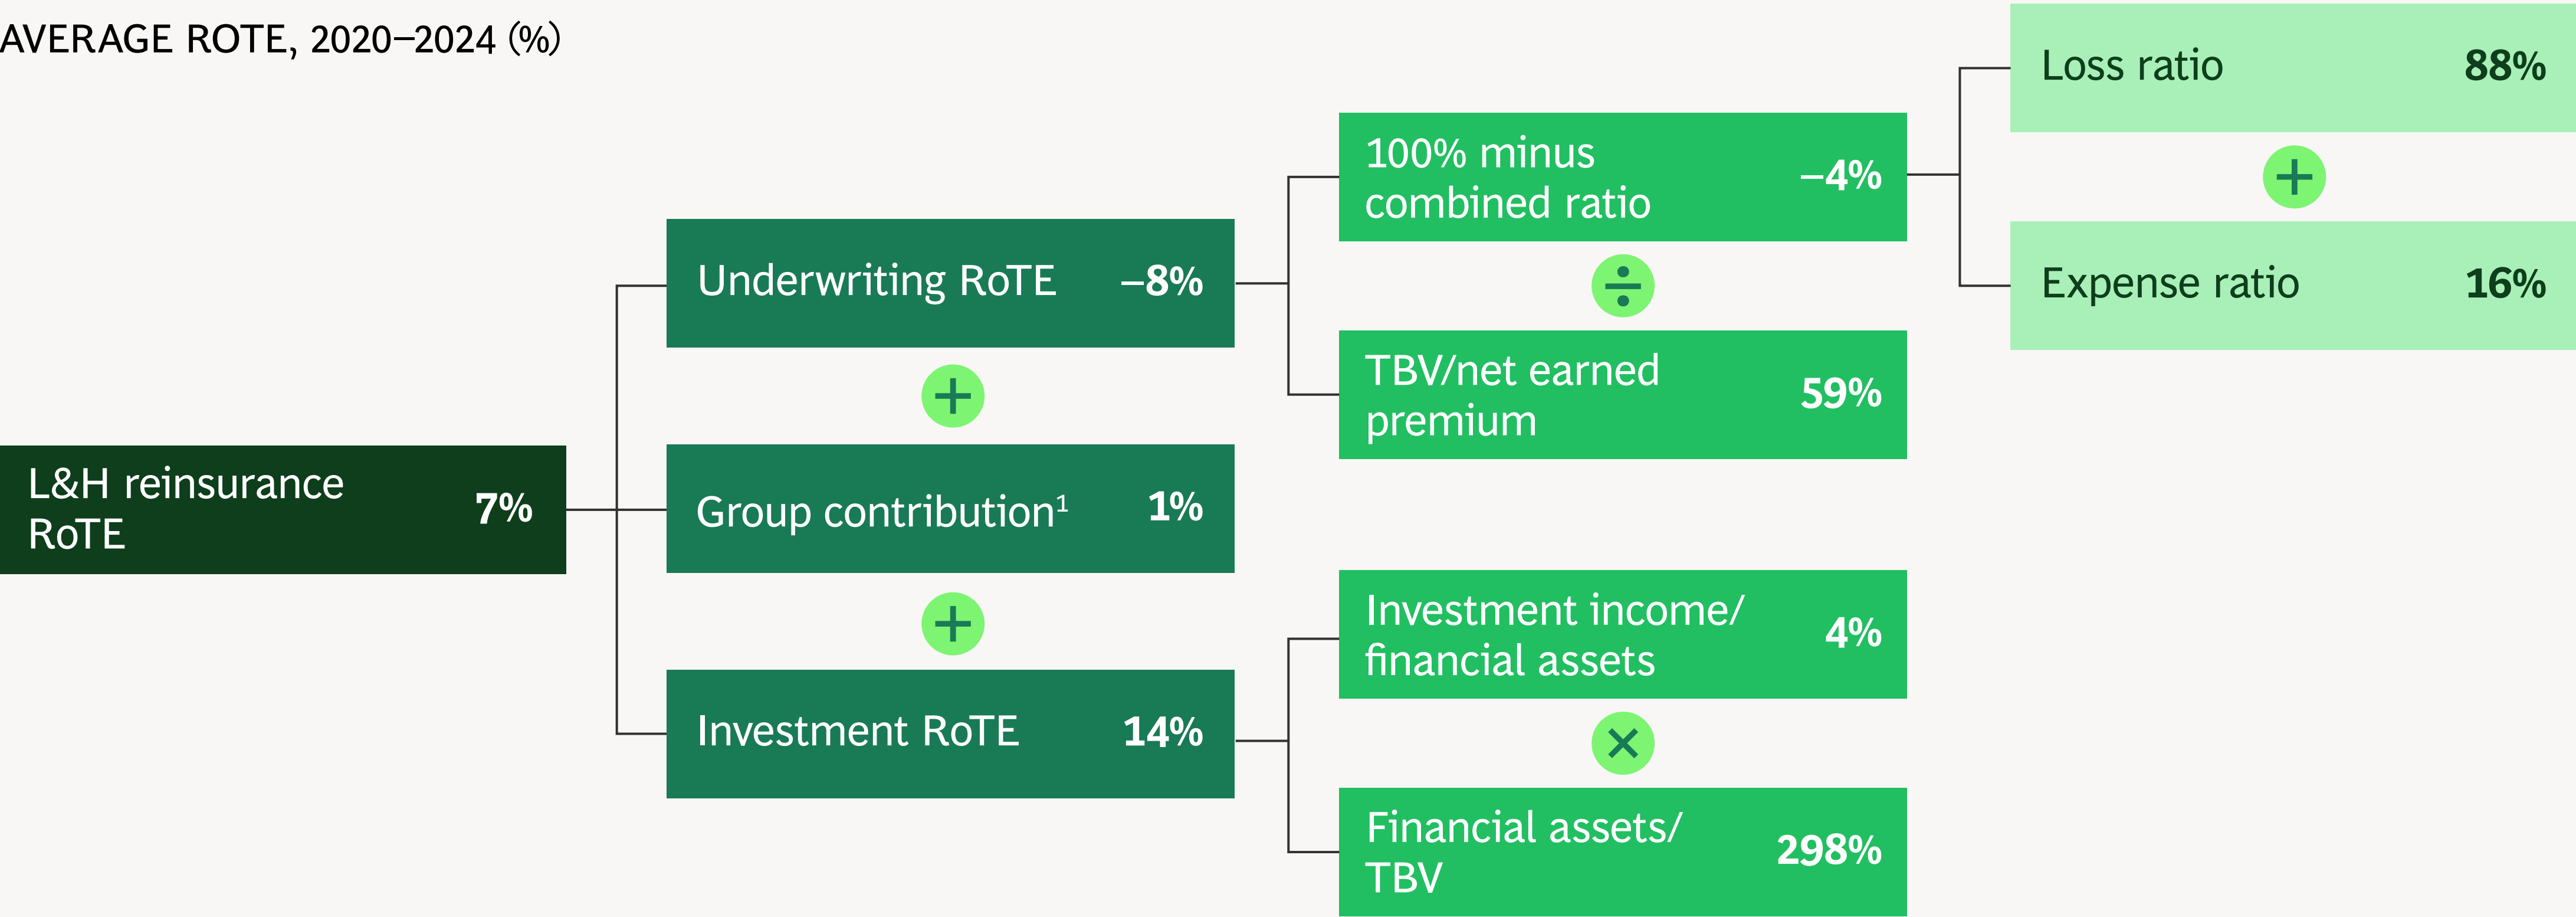 AVERAGE ROTE, 2020–2024 (%)
L&H reinsurance
RoTE
7%
Underwriting RoTE –8%
+
Group contribution¹ 1%
+
Investment RoTE 14%
100% minus
combined ratio
–4%
÷
TBV/net earned
premium
59%
Investment income/
financial assets
4%
×
Financial assets/
TBV
298%
Loss ratio 88%
+
Expense ratio 16%